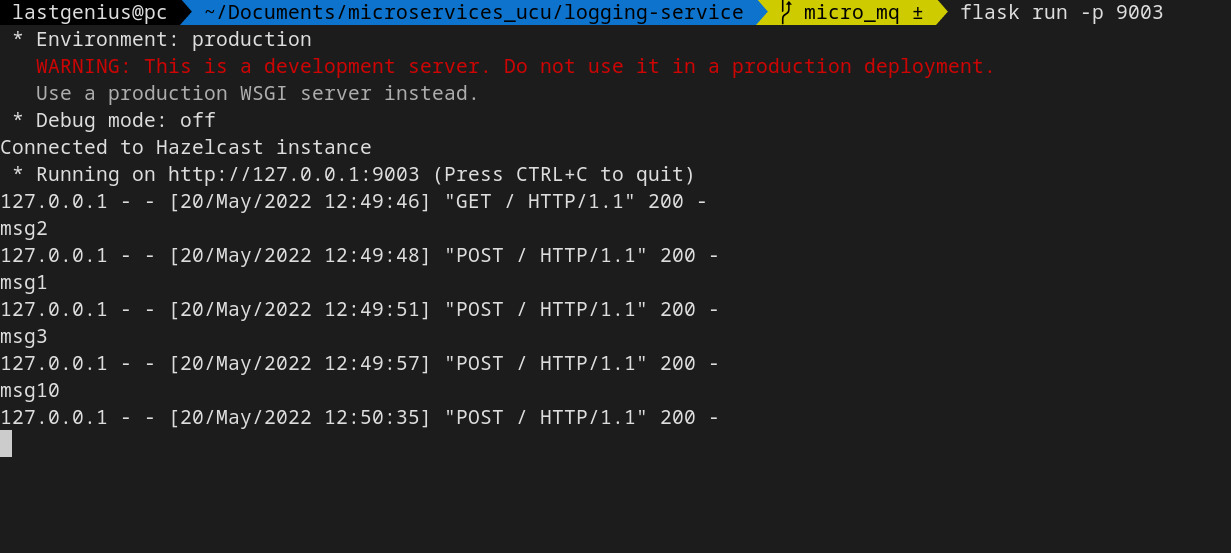 lastgenius@pc ~/Documents/microservices_ucu/logging-service micro_mq ± flask run -p 9003
* Environment: production
WARNING: This is a development server. Do not use it in a production deployment.
Use a production WSGI server instead.
* Debug mode: off
Connected to Hazelcast instance
* Running on http://127.0.0.1:9003 (Press CTRL+C to quit)
127.0.0.1 - - [20/May/2022 12:49:46] "GET / HTTP/1.1" 200 -
msg2
127.0.0.1 - - [20/May/2022 12:49:48] "POST / HTTP/1.1" 200 -
msg1
127.0.0.1 - - [20/May/2022 12:49:51] "POST / HTTP/1.1" 200 -
msg3
127.0.0.1 - - [20/May/2022 12:49:57] "POST / HTTP/1.1" 200 -
msg10
127.0.0.1 - - [20/May/2022 12:50:35] "POST / HTTP/1.1" 200 -